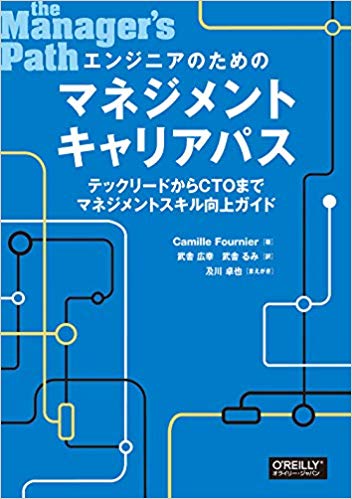 the
Manager's
Path エンジニアのための
マネジメント
キャリアパス
テックリードからCTOまで
マネジメントスキル向上ガイド
Camille Fournier [著]
武舎 広幸　武舎 るみ [訳]
及川 卓也 [まえがき]
O'REILLY®
オライリー・ジャパン